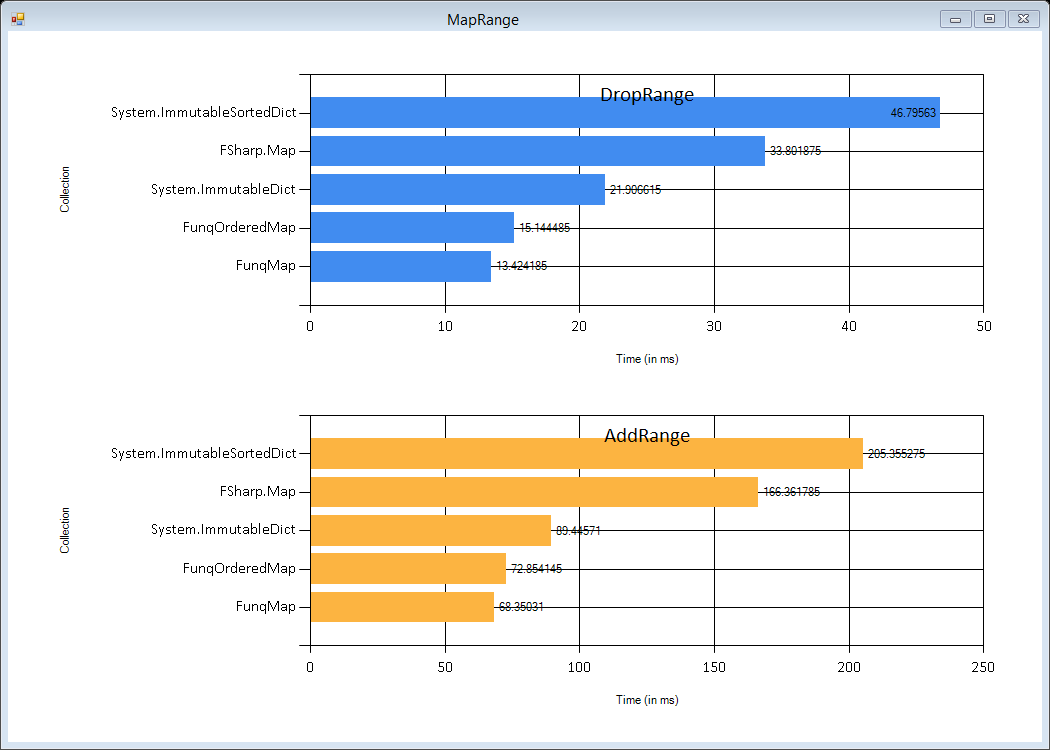 MapRange
DropRange
System.ImmutableSortedDict 46.79563
FSharp.Map 33.801875
System.ImmutableDict 21.906615
FunqOrderedMap 15.144485
FunqMap 13.424185
Collection
0 10 20 30 40 50
Time (in ms)
AddRange
System.ImmutableSortedDict 205.355275
FSharp.Map 166.361785
System.ImmutableDict 89.44571
FunqOrderedMap 72.854145
FunqMap 68.35031
Collection
0 50 100 150 200 250
Time (in ms)